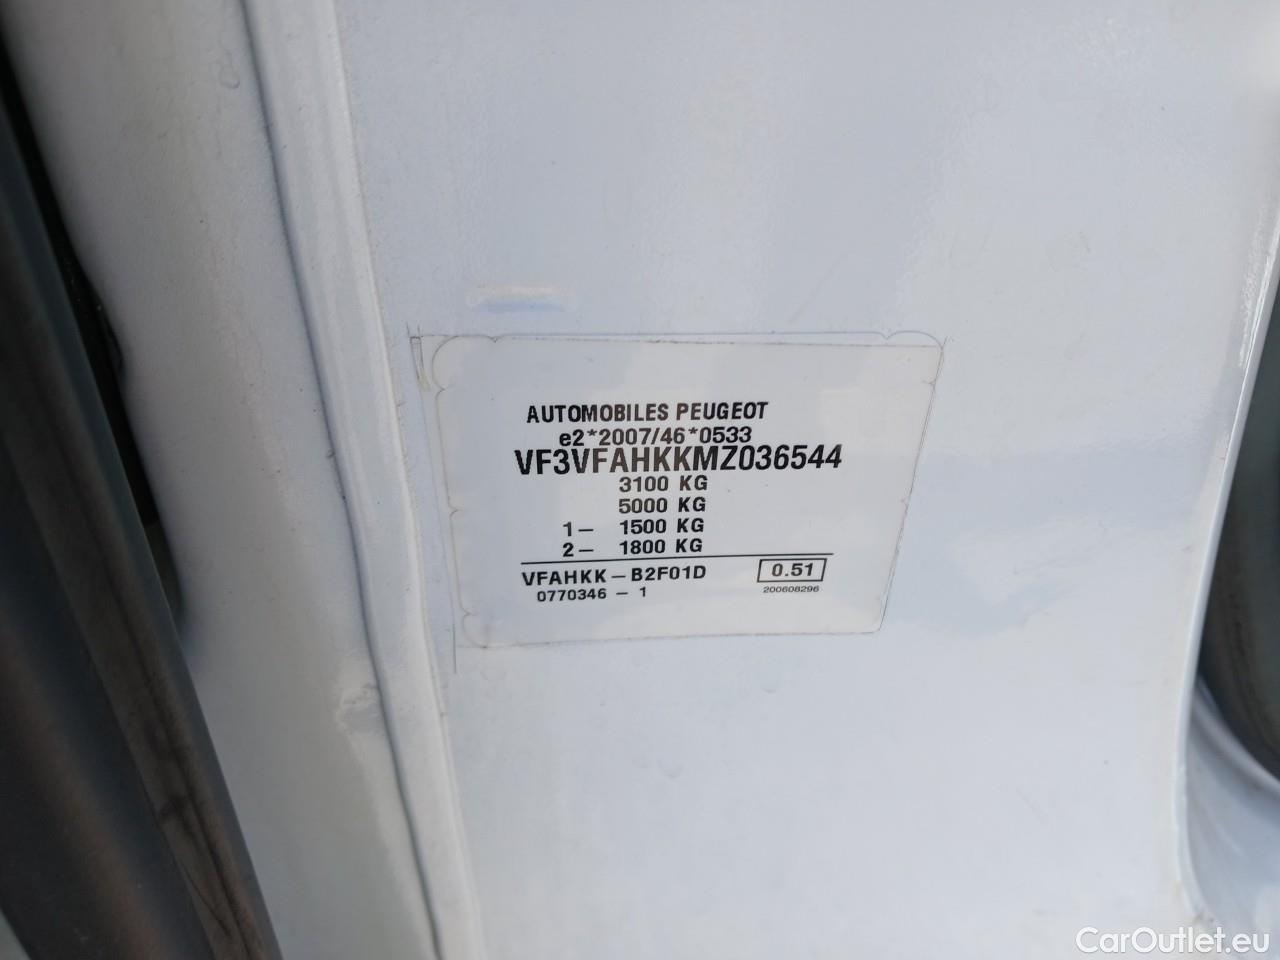 AUTOMOBILES PEUGEOT
e2*2007/46*0533
VF3VFAHKKMZ036544
3100 KG
5000 KG
1– 1500 KG
2– 1800 KG
VFAHKK – B2F01D 0.51
0770346 – 1 200608296
CarOutlet.eu